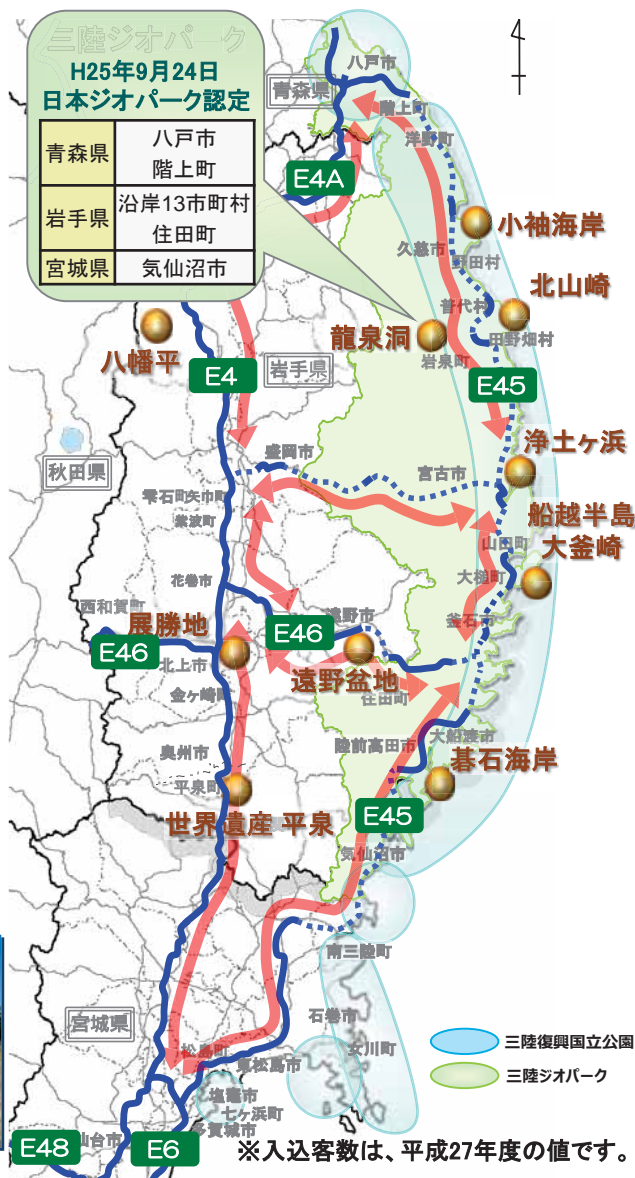 三陸ジオパーク
H25年9月24日
日本ジオパーク認定
青森県
八戸市
階上町
岩手県
沿岸13市町村
住田町
宮城県
気仙沼市
八戸市
青森県
階上町
洋野町
E4A
小袖海岸
久慈市
野田村
北山崎
普代村
田野畑村
龍泉洞
岩泉町
八幡平
E4
岩手県
E45
浄土ヶ浜
秋田県
盛岡市
宮古市
雫石町
矢巾町
紫波町
船越半島
大釜崎
山田町
大槌町
花巻市
西和賀町
遠野市
釜石市
展勝地
E46
E46
北上市
遠野盆地
金ヶ崎町
住田町
奥州市
陸前高田市
大船渡市
平泉町
碁石海岸
世界遺産 平泉
E45
気仙沼市
南三陸町
宮城県
石巻市
女川町
松島町
東松島市
塩竈市
七ヶ浜町
多賀城市
仙台市
E48
E6
三陸復興国立公園
三陸ジオパーク
※入込客数は、平成27年度の値です。